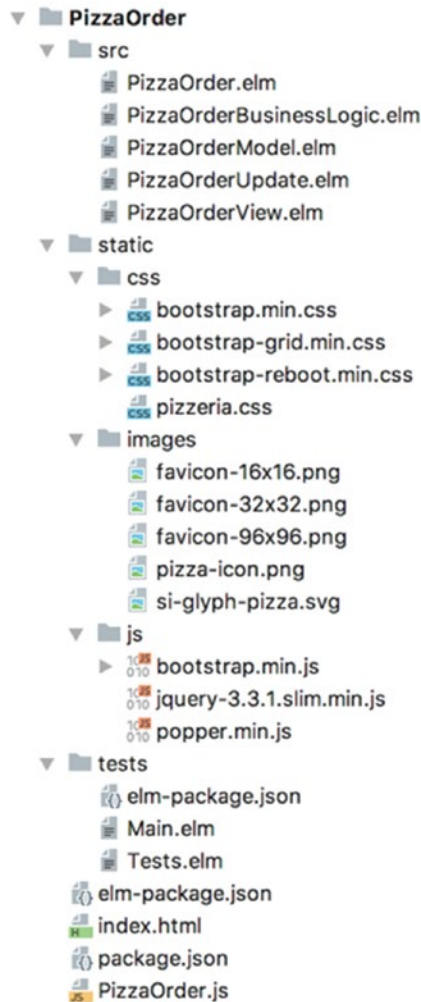 PizzaOrder
src
PizzaOrder.elm
PizzaOrderBusinessLogic.elm
PizzaOrderModel.elm
PizzaOrderUpdate.elm
PizzaOrderView.elm
static
css
bootstrap.min.css
bootstrap-grid.min.css
bootstrap-reboot.min.css
pizzeria.css
images
favicon-16x16.png
favicon-32x32.png
favicon-96x96.png
pizza-icon.png
si-glyph-pizza.svg
js
bootstrap.min.js
jquery-3.3.1.slim.min.js
popper.min.js
tests
elm-package.json
Main.elm
Tests.elm
elm-package.json
index.html
package.json
PizzaOrder.js